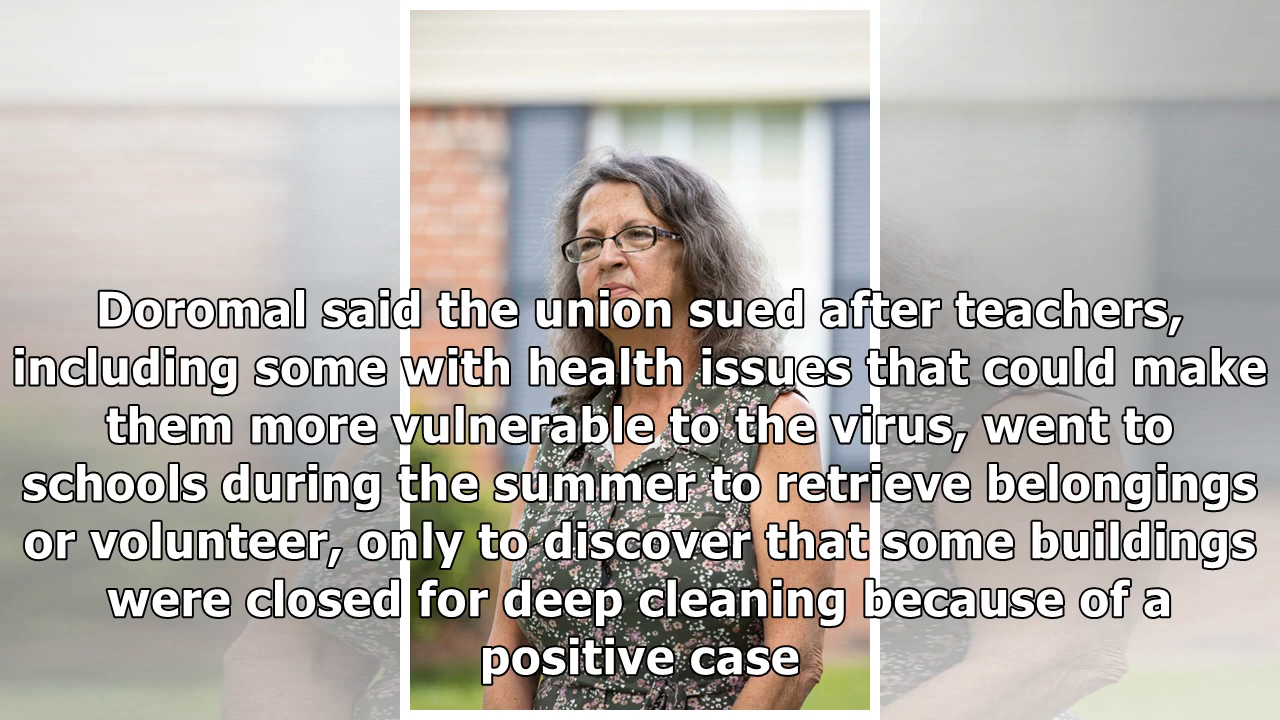 Doromal said the union sued after teachers,
including some with health issues that could make
them more vulnerable to the virus, went to
schools during the summer to retrieve belongings
or volunteer, only to discover that some buildings
were closed for deep cleaning because of a
positive case